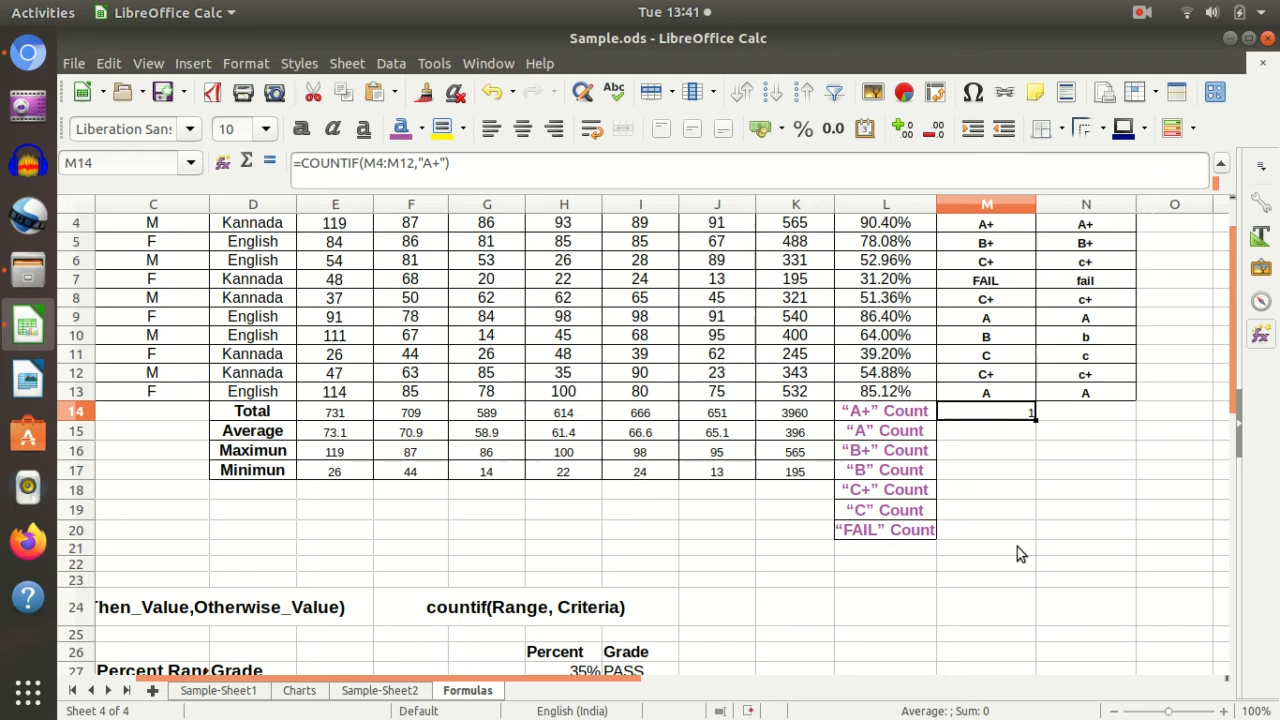 Activities LibreOffice Calc Tue 13:41
Sample.ods - LibreOffice Calc
File Edit View Insert Format Styles Sheet Data Tools Window Help
Liberation Sans 10
M14 =COUNTIF(M4:M12,"A+")
C D E F G H I J K L M N O
4 M Kannada 119 87 86 93 89 91 565 90.40% A+ A+
5 F English 84 86 81 85 85 67 488 78.08% B+ B+
6 M English 54 81 53 26 28 89 331 52.96% C+ c+
7 F Kannada 48 68 20 22 24 13 195 31.20% FAIL fail
8 M Kannada 37 50 62 62 65 45 321 51.36% C+ c+
9 F English 91 78 84 98 98 91 540 86.40% A A
10 M English 111 67 14 45 68 95 400 64.00% B b
11 F Kannada 26 44 26 48 39 62 245 39.20% C c
12 M Kannada 47 63 85 35 90 23 343 54.88% C+ c+
13 F English 114 85 78 100 80 75 532 85.12% A A
14 Total 731 709 589 614 666 651 3960 “A+” Count 1
15 Average 73.1 70.9 58.9 61.4 66.6 65.1 396 “A” Count
16 Maximun 119 87 86 100 98 95 565 “B+” Count
17 Minimun 26 44 14 22 24 13 195 “B” Count
18 “C+” Count
19 “C” Count
20 “FAIL” Count
21
22
23
24 Then_Value,Otherwise_Value) countif(Range, Criteria)
25
26 Percent Grade
27 Percent Rang Grade 35% PASS
Sample-Sheet1 Charts Sample-Sheet2 Formulas
Sheet 4 of 4 Default English (India) Average: ; Sum: 0 100%